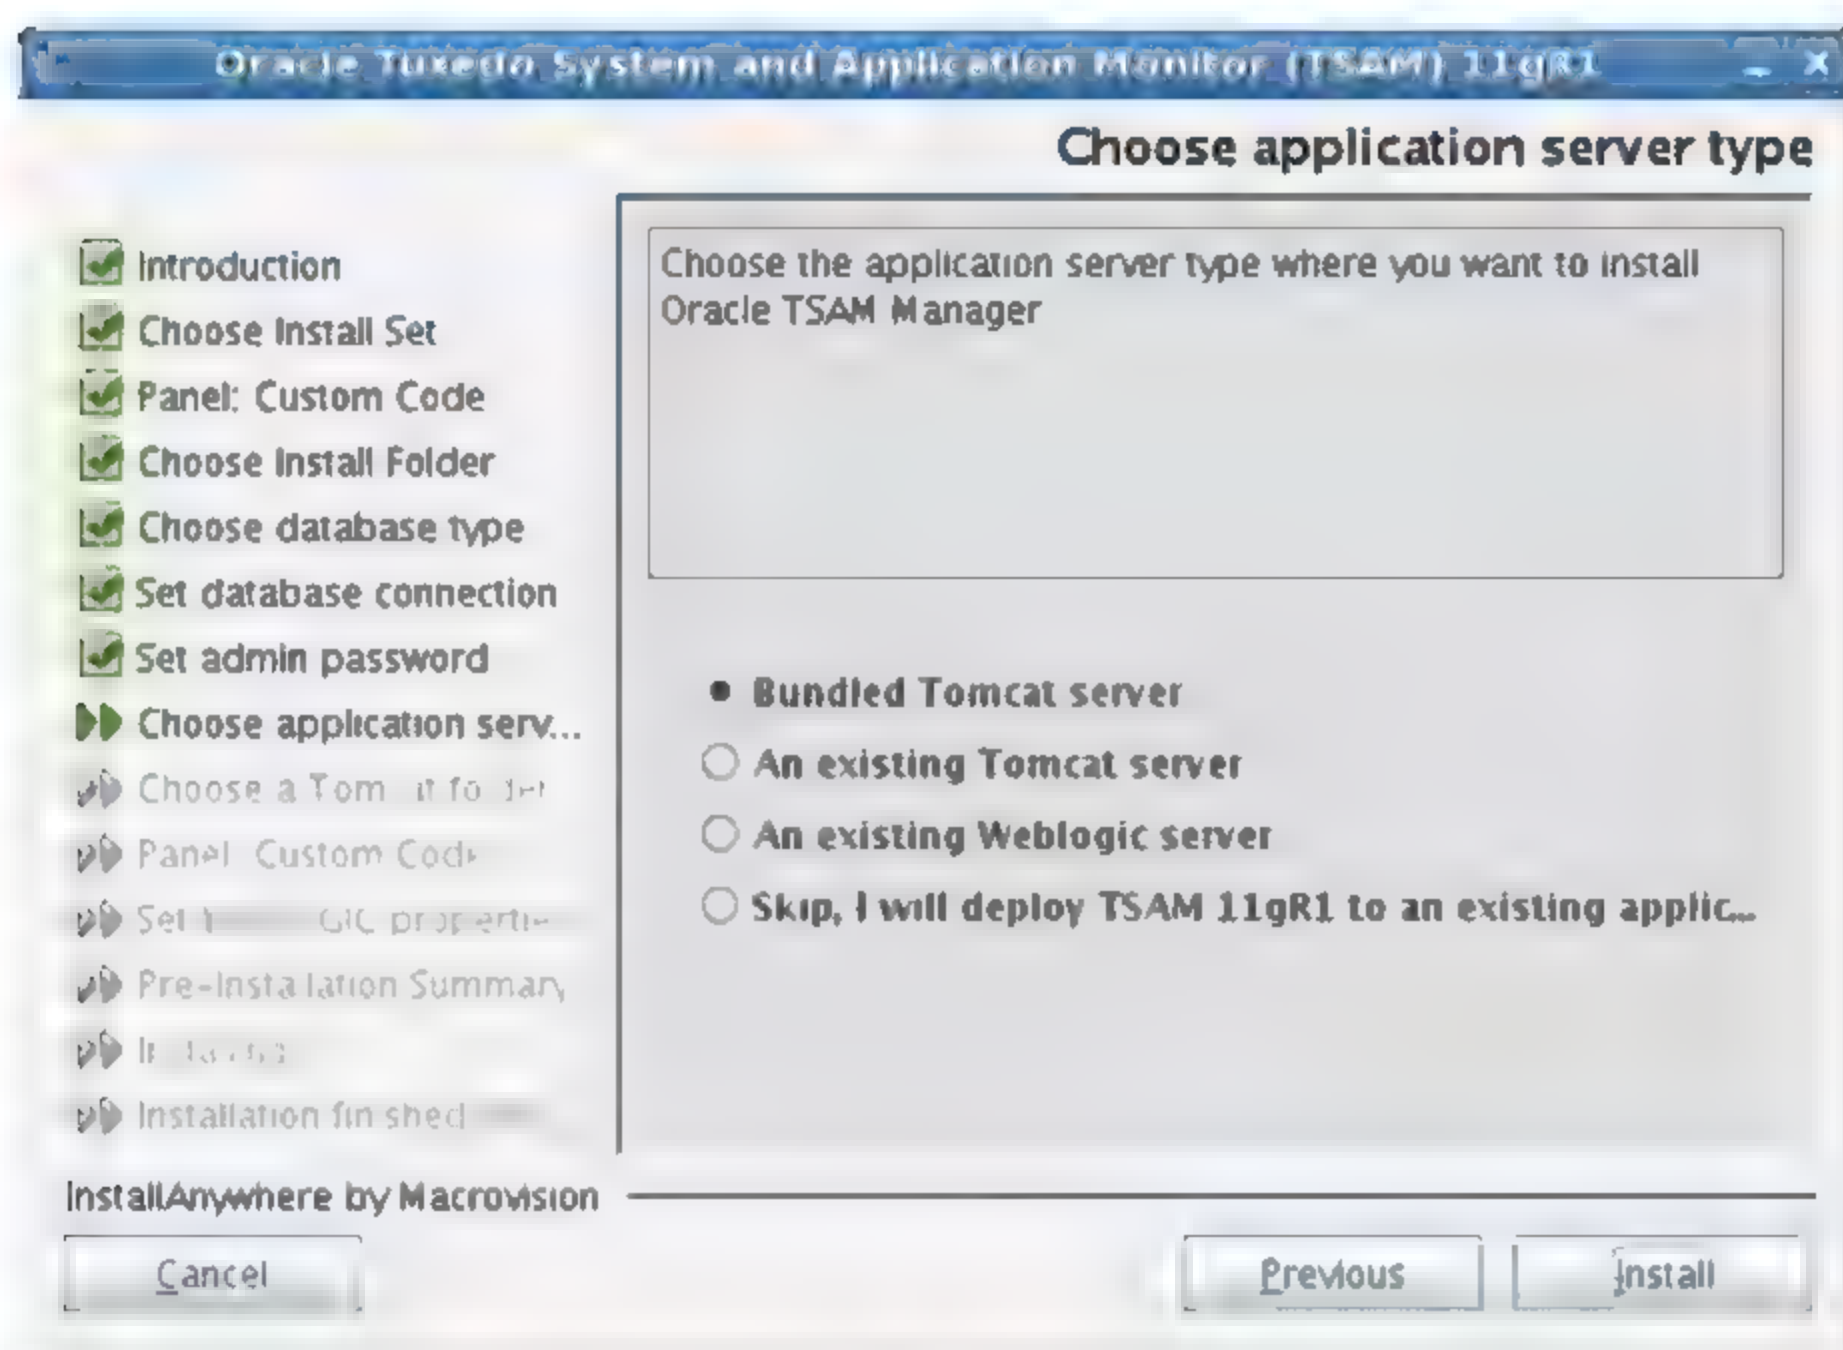 Oracle Tuxedo System and Application Monitor (TSAM) 11gR1
Choose application server type
Introduction
Choose Install Set
Panel: Custom Code
Choose Install Folder
Choose database type
Set database connection
Set admin password
Choose application serv...
Choose a
Panel: Custom Code
Set
Pre-Installation Summary
Installation finished
Choose the application server type where you want to install
Oracle TSAM Manager
Bundled Tomcat server
An existing Tomcat server
An existing Weblogic server
Skip, I will deploy TSAM 11gR1 to an existing applic...
InstallAnywhere by Macrovision
Cancel
Previous
Install